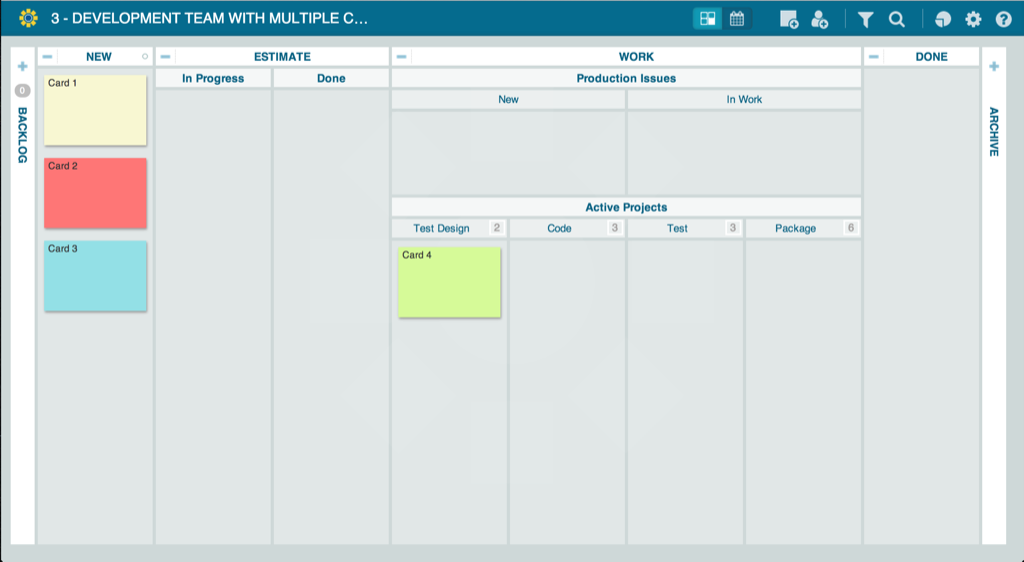 3 - DEVELOPMENT TEAM WITH MULTIPLE C...
0
BACKLOG
NEW
Card 1
Card 2
Card 3
ESTIMATE
In Progress
Done
WORK
Production Issues
New
In Work
Active Projects
Test Design 2
Code 3
Test 3
Package 6
Card 4
DONE
ARCHIVE